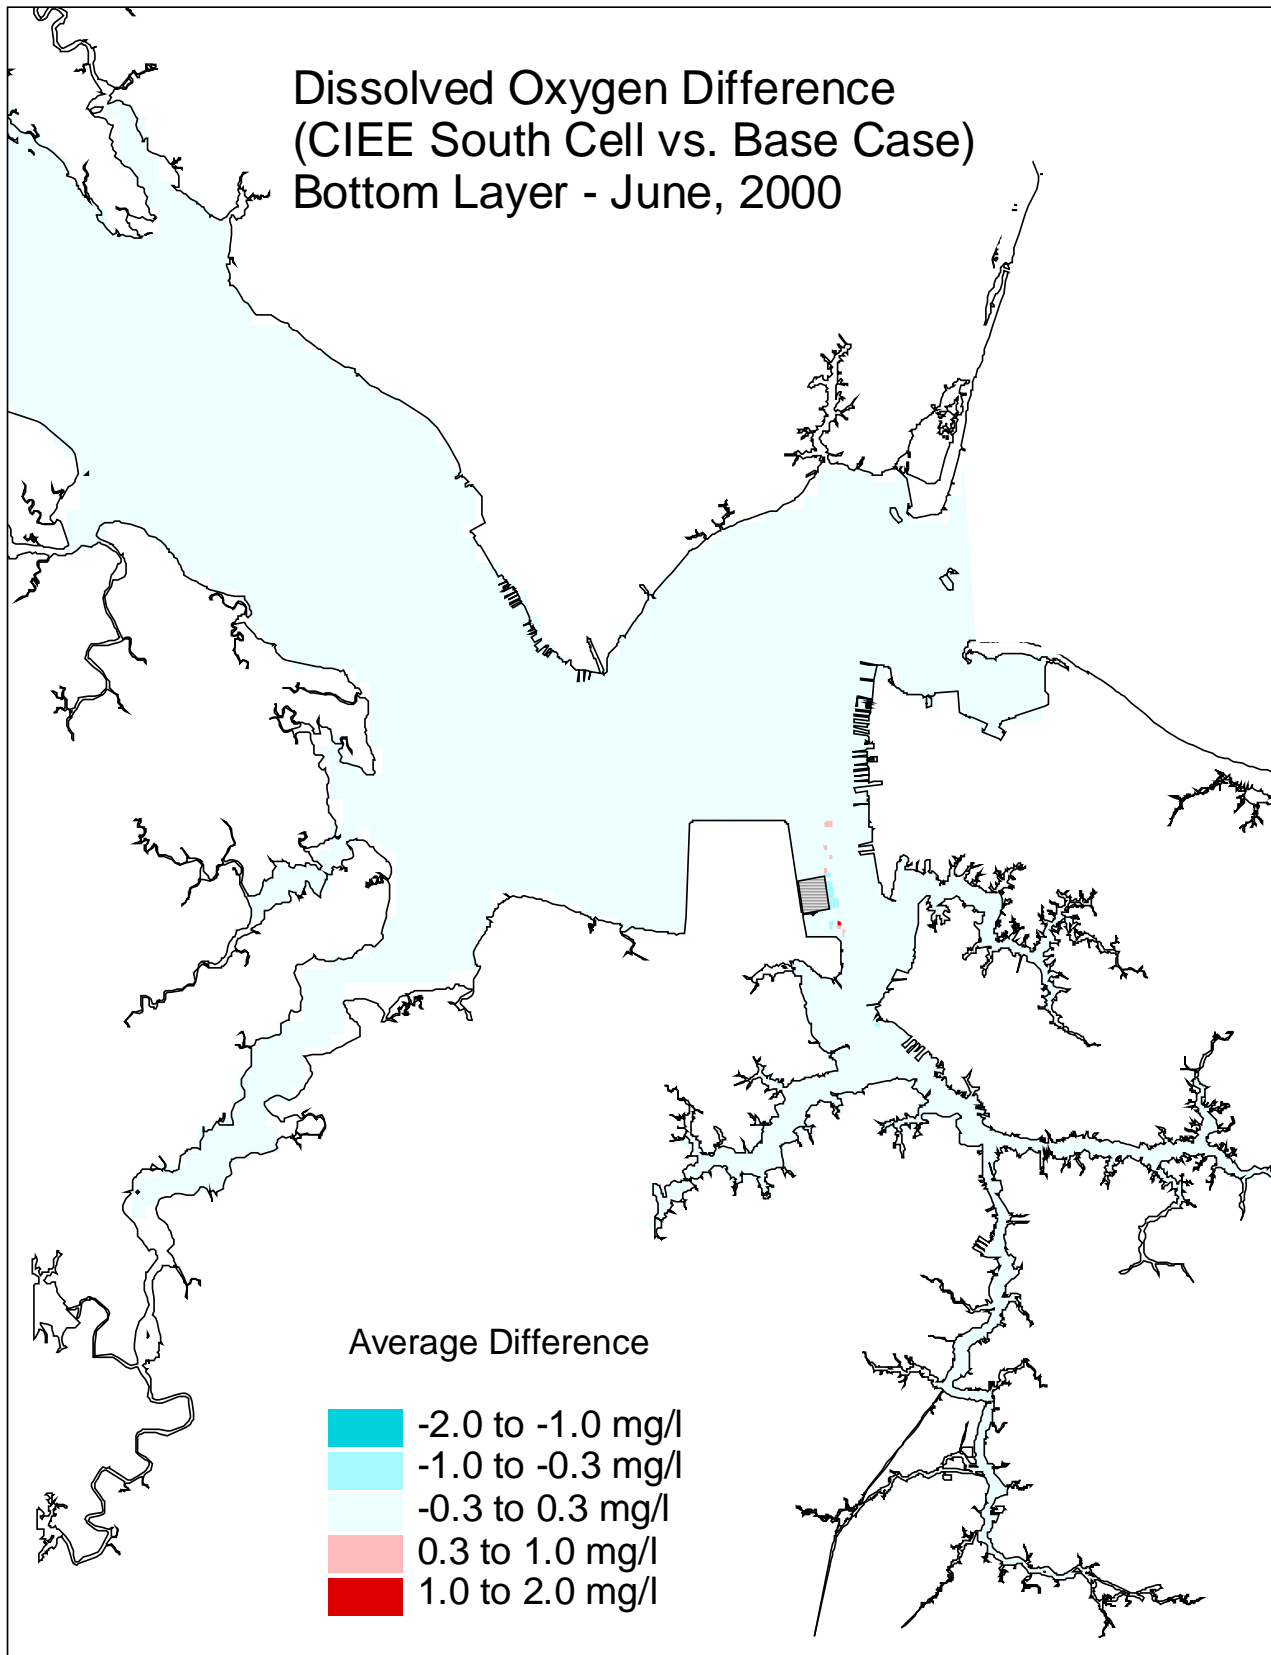 Dissolved Oxygen Difference
(CIEE South Cell vs. Base Case)
Bottom Layer - June, 2000
Average Difference
-2.0 to -1.0 mg/l
-1.0 to -0.3 mg/l
-0.3 to 0.3 mg/l
0.3 to 1.0 mg/l
1.0 to 2.0 mg/l